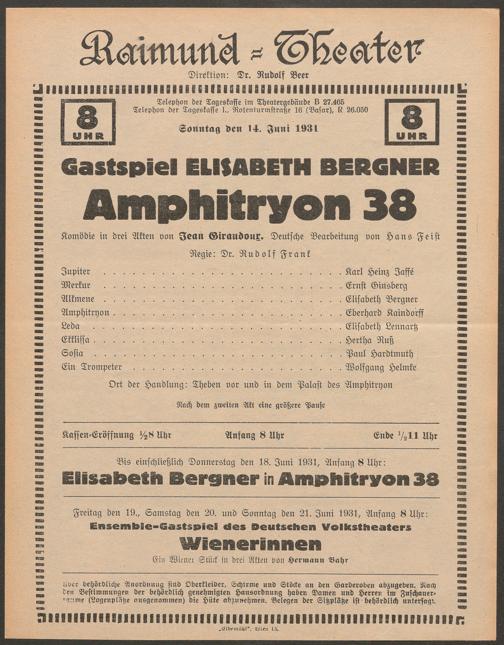 Raimund-Theater
Direktion: Dr. Rudolf Beer
8 UHR
Telephon der Tageskasse im Theatergebäude B 27.405
Telephon der Tageskasse I., Rotenturmstraße 16 (Basar), R 26.050
8 UHR
Sonntag den 14. Juni 1931
Gastspiel ELISABETH BERGNER
Amphitryon 38
Komödie in drei Akten von Jean Giraudoux. Deutsche Bearbeitung von Hans Feist
Regie: Dr. Rudolf Frank
Jupiter . . . . . Karl Heinz Jaffé
Merkur . . . . . Ernst Ginsberg
Alkmene . . . . . Elisabeth Bergner
Amphitryon . . . . . Eberhard Kaindorff
Leda . . . . . Elisabeth Lennartz
Eklissa . . . . . Hertha Ruß
Sosia . . . . . Paul Hardtmuth
Ein Trompeter . . . . . Wolfgang Helmke
Ort der Handlung: Theben vor und in dem Palast des Amphitryon
Nach dem zweiten Akt eine größere Pause
Kassen-Eröffnung ½8 Uhr Anfang 8 Uhr Ende ½11 Uhr
Bis einschließlich Donnerstag den 18. Juni 1931, Anfang 8 Uhr:
Elisabeth Bergner in Amphitryon 38
Freitag den 19., Samstag den 20. und Sonntag den 21. Juni 1931, Anfang 8 Uhr:
Ensemble-Gastspiel des Deutschen Volkstheaters
Wienerinnen
Ein Wiener Stück in drei Akten von Hermann Bahr
Über behördliche Anordnung sind Oberkleider, Schirme und Stöcke an den Garderoben abzugeben. Nach
den Bestimmungen der behördlich genehmigten Hausordnung haben Damen und Herren im Zuschauer-
raume (Logenplätze ausgenommen) die Hüte abzunehmen. Belegen der Sitzplätze ist behördlich untersagt.